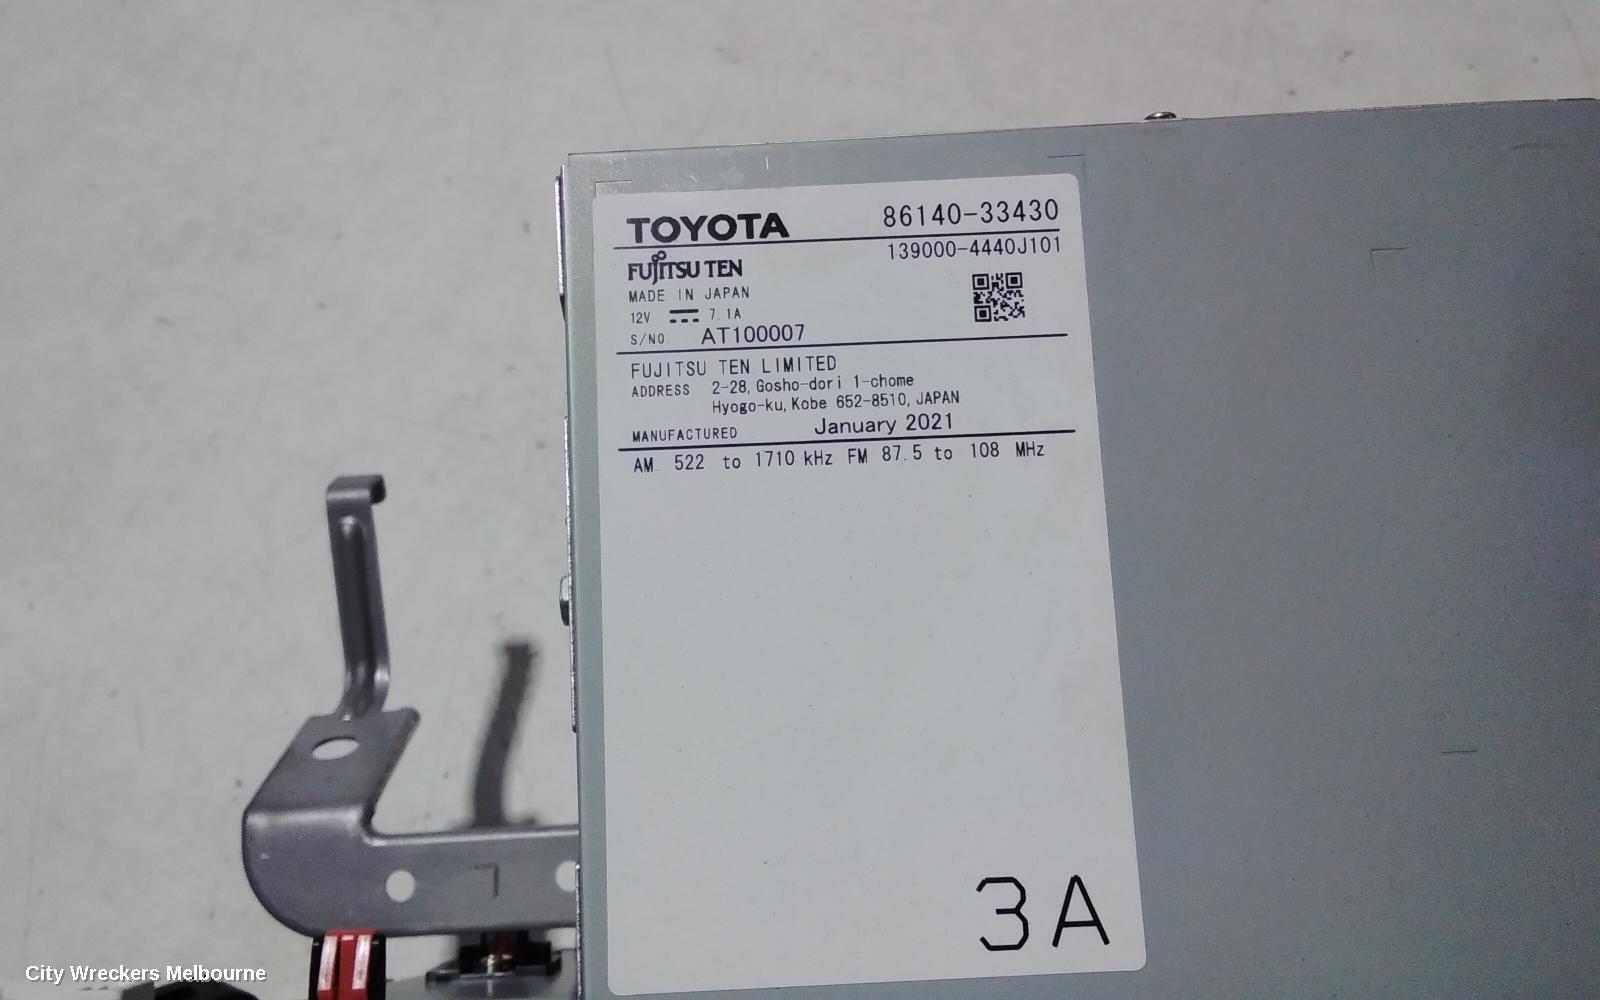 TOYOTA 86140-33430
139000-4440J101
FUJITSU TEN
MADE IN JAPAN
12V 7.1A
S/NO. AT100007
FUJITSU TEN LIMITED
ADDRESS 2-28, Gosho-dori 1-chome
Hyogo-ku, Kobe 652-8510, JAPAN
MANUFACTURED January 2021
AM 522 to 1710 kHz FM 87.5 to 108 MHz
3A
L
City Wreckers Melbourne